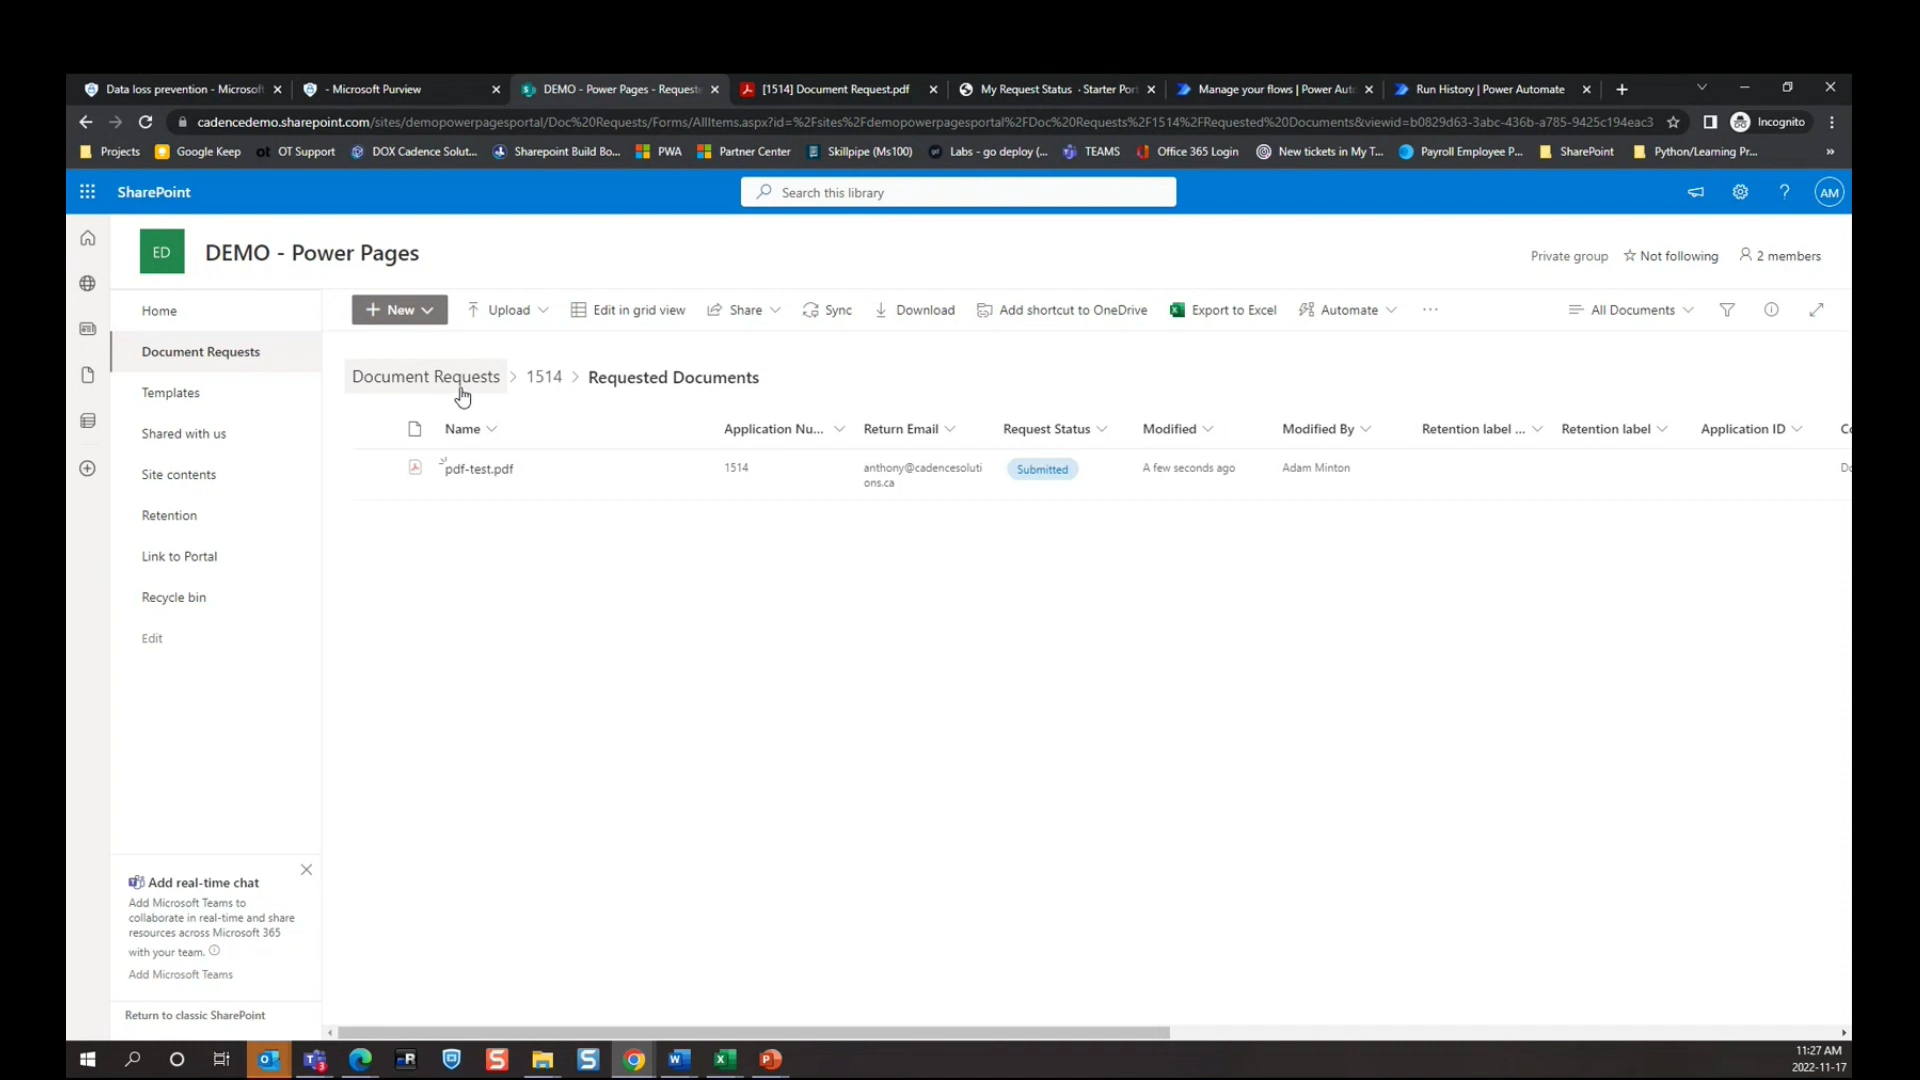 Data loss prevention - Microsof
- Microsoft Purview
DEMO - Power Pages - Requeste
[1514] Document Request.pdf
My Request Status · Starter Port
Manage your flows | Power Auto
Run History | Power Automate
cadencedemo.sharepoint.com/sites/demopowerpagesportal/Doc%20Requests/Forms/AllItems.aspx?id=%2Fsites%2Fdemopowerpagesportal%2FDoc%20Requests%2F1514%2FRequested%20Documents&viewid=b0829d63-3abc-436b-a785-9425c194eac3
Incognito
Projects
Google Keep
OT Support
DOX Cadence Solut...
Sharepoint Build Bo...
PWA
Partner Center
Skillpipe (Ms100)
Labs - go deploy (...
TEAMS
Office 365 Login
New tickets in My T...
Payroll Employee P...
SharePoint
Python/Learning Pr...
»
SharePoint
Search this library
AM
ED
DEMO - Power Pages
Private group
Not following
2 members
Home
Document Requests
Templates
Shared with us
Site contents
Retention
Link to Portal
Recycle bin
Edit
New
Upload
Edit in grid view
Share
Sync
Download
Add shortcut to OneDrive
Export to Excel
Automate
...
All Documents
Document Requests > 1514 > Requested Documents
Name
Application Nu...
Return Email
Request Status
Modified
Modified By
Retention label ...
Retention label
Application ID
Co
pdf-test.pdf
1514
anthony@cadencesoluti
ons.ca
Submitted
A few seconds ago
Adam Minton
Do
Add real-time chat
Add Microsoft Teams to
collaborate in real-time and share
resources across Microsoft 365
with your team.
Add Microsoft Teams
Return to classic SharePoint
11:27 AM
2022-11-17